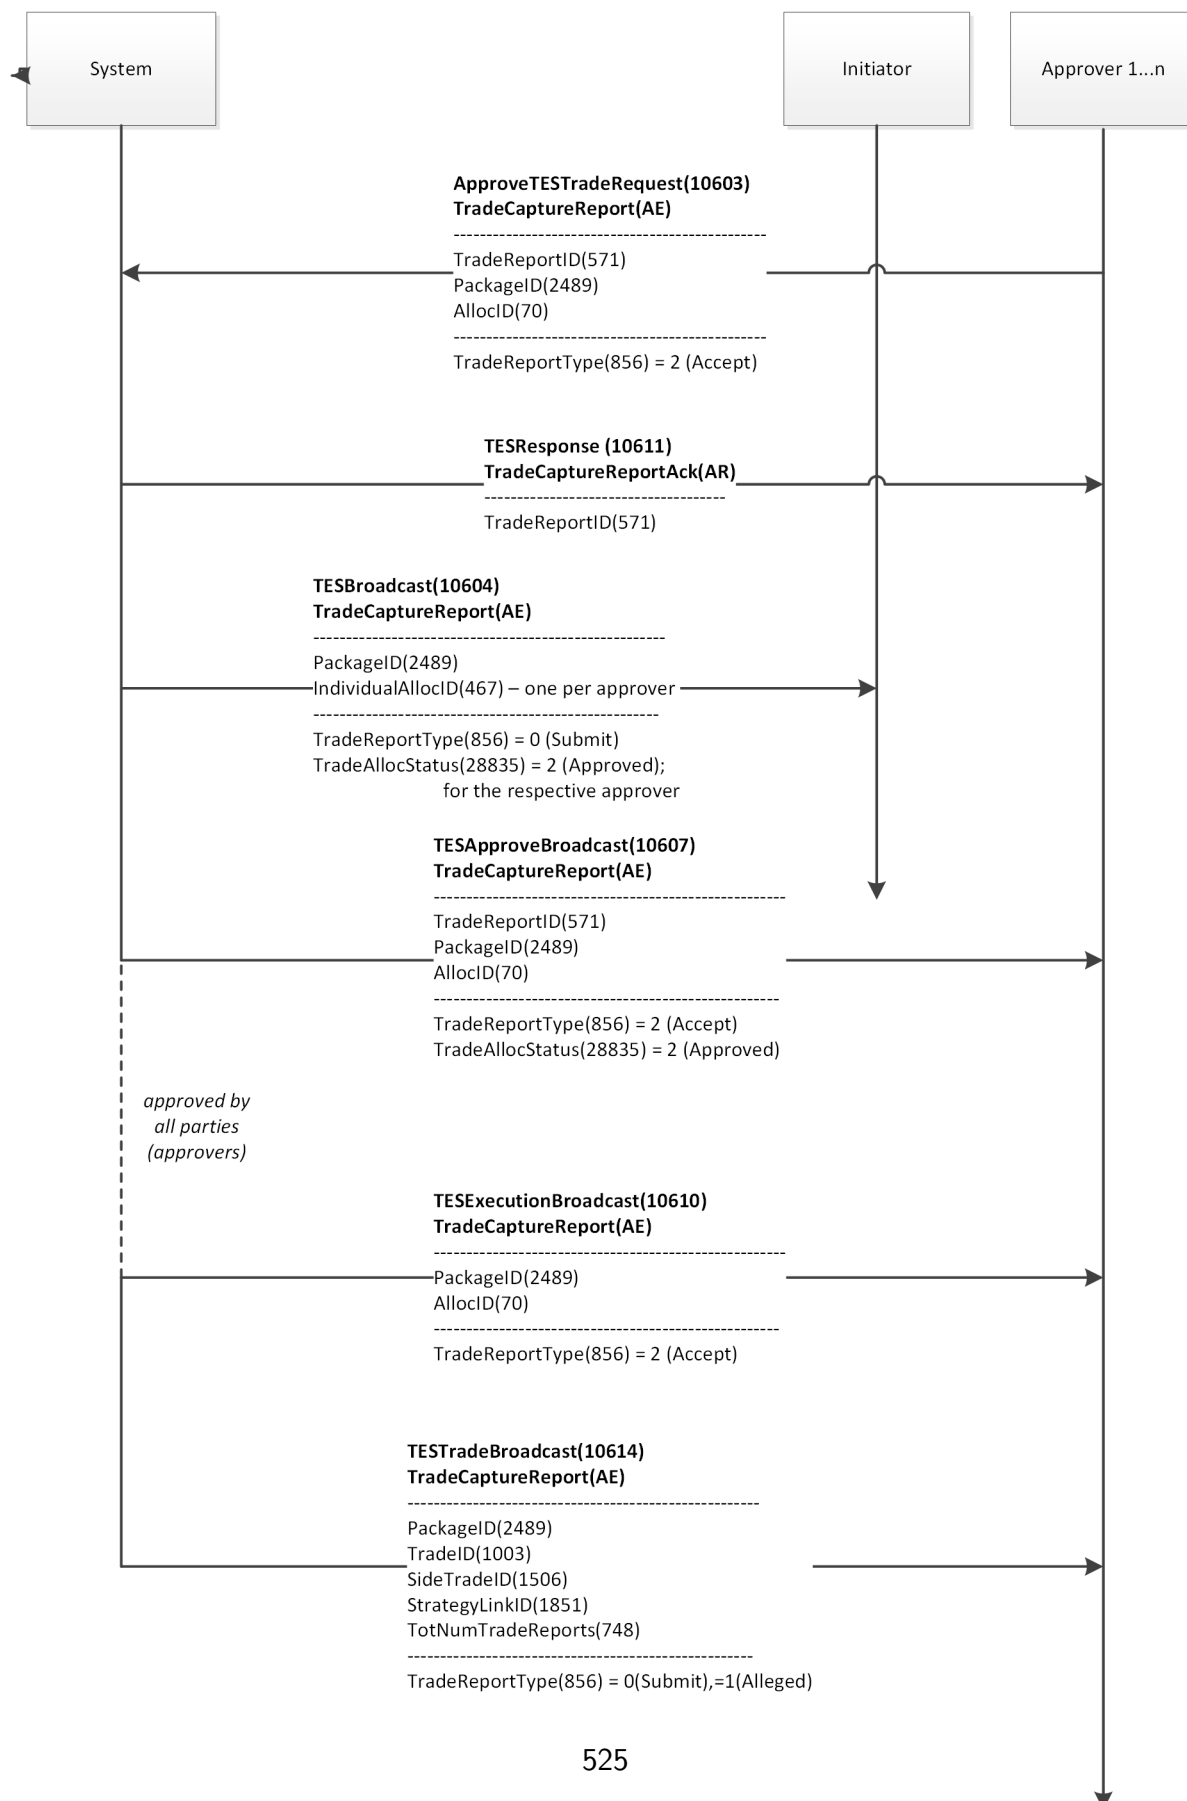 System
Initiator
Approver 1...n
ApproveTESTradeRequest(10603)
TradeCaptureReport(AE)
-----------------------------------------------
TradeReportID(571)
PackageID(2489)
AllocID(70)
-----------------------------------------------
TradeReportType(856) = 2 (Accept)
TESResponse (10611)
TradeCaptureReportAck(AR)
------------------------------------
TradeReportID(571)
TESBroadcast(10604)
TradeCaptureReport(AE)
-----------------------------------------------------
PackageID(2489)
IndividualAllocID(467) – one per approver
----------------------------------------------------
TradeReportType(856) = 0 (Submit)
TradeAllocStatus(28835) = 2 (Approved);
for the respective approver
TESApproveBroadcast(10607)
TradeCaptureReport(AE)
-----------------------------------------------------
TradeReportID(571)
PackageID(2489)
AllocID(70)
----------------------------------------------------
TradeReportType(856) = 2 (Accept)
TradeAllocStatus(28835) = 2 (Approved)
approved by
all parties
(approvers)
TESExecutionBroadcast(10610)
TradeCaptureReport(AE)
-----------------------------------------------------
PackageID(2489)
AllocID(70)
----------------------------------------------------
TradeReportType(856) = 2 (Accept)
TESTradeBroadcast(10614)
TradeCaptureReport(AE)
-----------------------------------------------------
PackageID(2489)
TradeID(1003)
SideTradeID(1506)
StrategyLinkID(1851)
TotNumTradeReports(748)
----------------------------------------------------
TradeReportType(856) = 0(Submit),=1(Alleged)
525